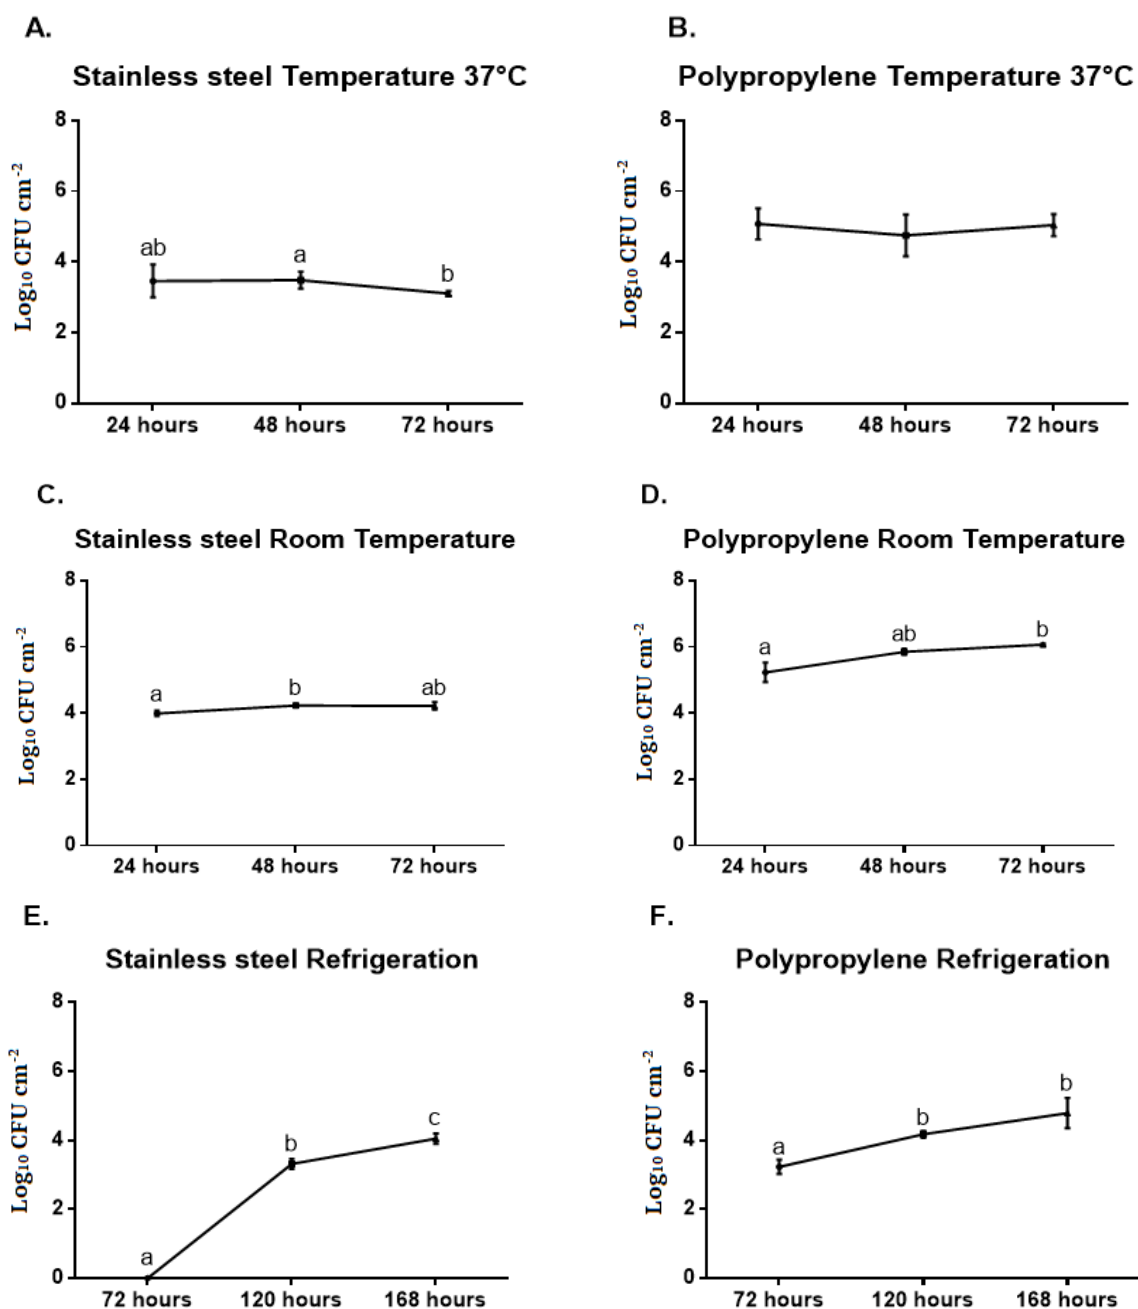 A.
Stainless steel Temperature 37°C
Log₁₀ CFU cm⁻²
8
6
4
2
0
ab
a
b
24 hours
48 hours
72 hours
B.
Polypropylene Temperature 37°C
Log₁₀ CFU cm⁻²
8
6
4
2
0
24 hours
48 hours
72 hours
C.
Stainless steel Room Temperature
Log₁₀ CFU cm⁻²
8
6
4
2
0
a
b
ab
24 hours
48 hours
72 hours
D.
Polypropylene Room Temperature
Log₁₀ CFU cm⁻²
8
6
4
2
0
a
ab
b
24 hours
48 hours
72 hours
E.
Stainless steel Refrigeration
Log₁₀ CFU cm⁻²
8
6
4
2
0
a
b
c
72 hours
120 hours
168 hours
F.
Polypropylene Refrigeration
Log₁₀ CFU cm⁻²
8
6
4
2
0
a
b
b
72 hours
120 hours
168 hours